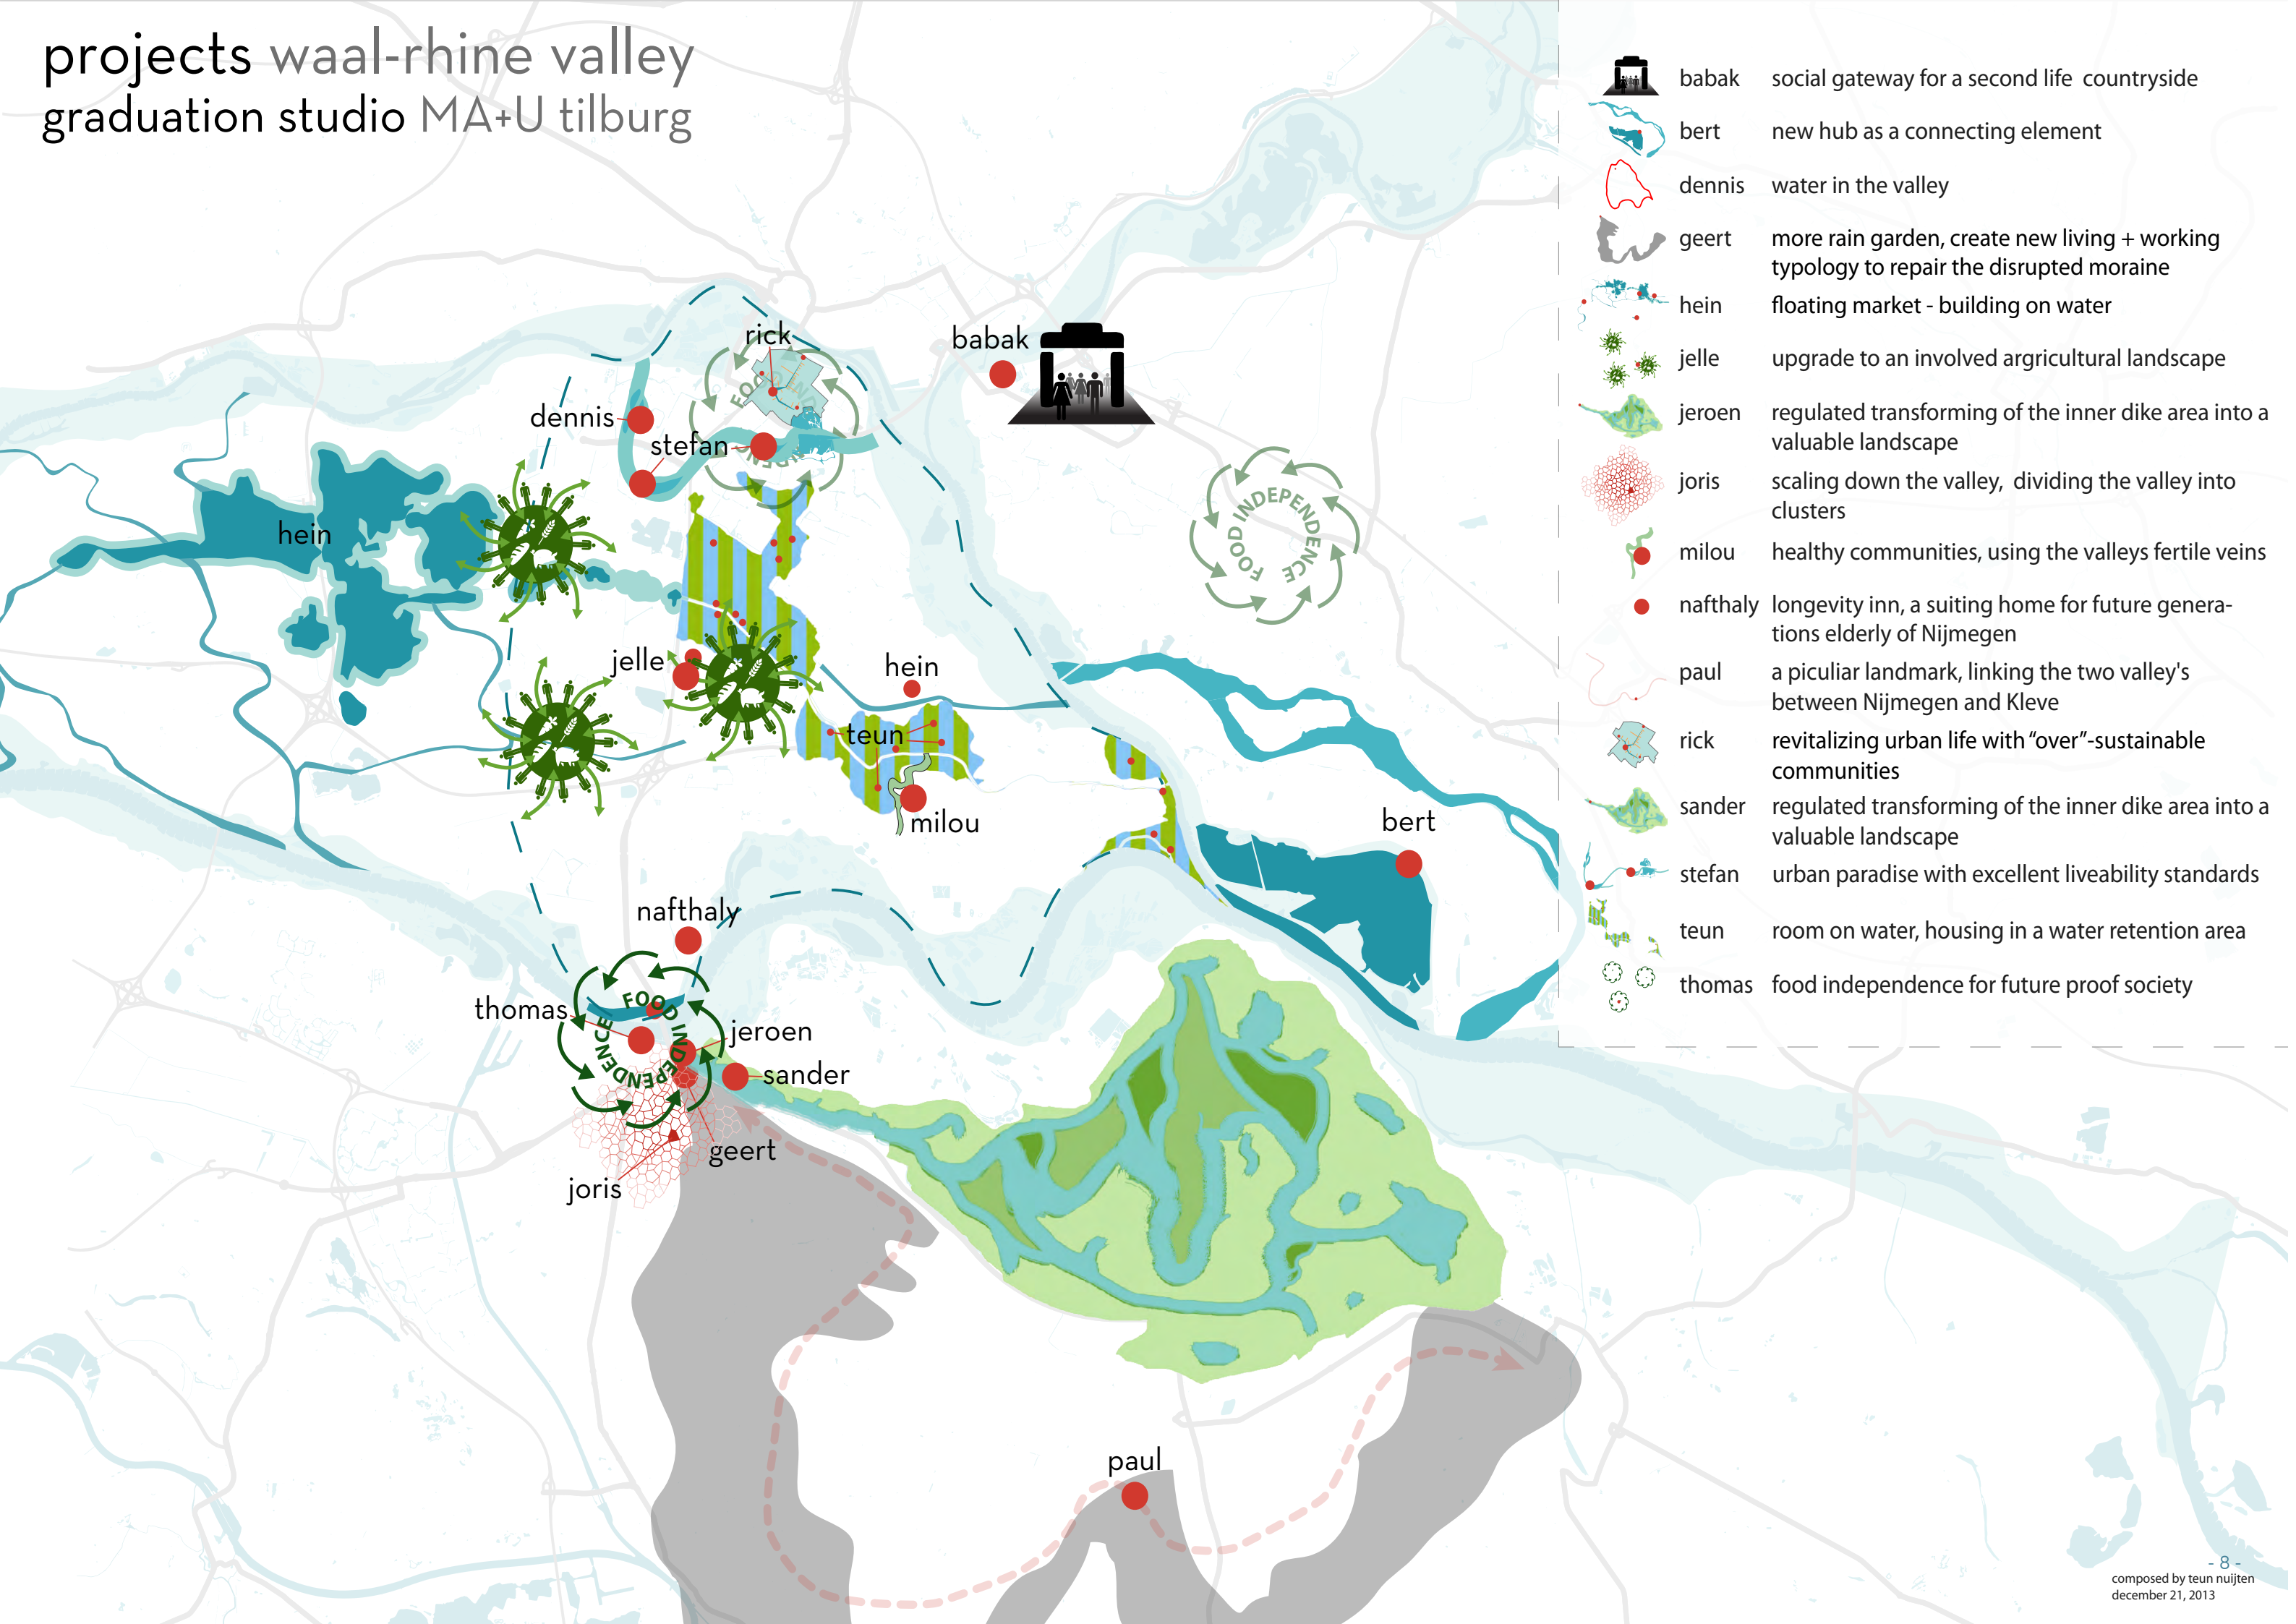 projects waal-rhine valley
graduation studio MA+U tilburg
rick
babak
dennis
stefan
hein
FOOD INDEPENDENCE
jelle
hein
teun
milou
bert
nafthaly
thomas
FOOD INDEPENDENCE
jeroen
sander
geert
joris
paul
babak social gateway for a second life countryside
bert new hub as a connecting element
dennis water in the valley
geert more rain garden, create new living + working
typology to repair the disrupted moraine
hein floating market - building on water
jelle upgrade to an involved argricultural landscape
jeroen regulated transforming of the inner dike area into a
valuable landscape
joris scaling down the valley, dividing the valley into
clusters
milou healthy communities, using the valleys fertile veins
nafthaly longevity inn, a suiting home for future genera-
tions elderly of Nijmegen
paul a piculiar landmark, linking the two valley's
between Nijmegen and Kleve
rick revitalizing urban life with “over”-sustainable
communities
sander regulated transforming of the inner dike area into a
valuable landscape
stefan urban paradise with excellent liveability standards
teun room on water, housing in a water retention area
thomas food independence for future proof society
- 8 -
composed by teun nuijten
december 21, 2013